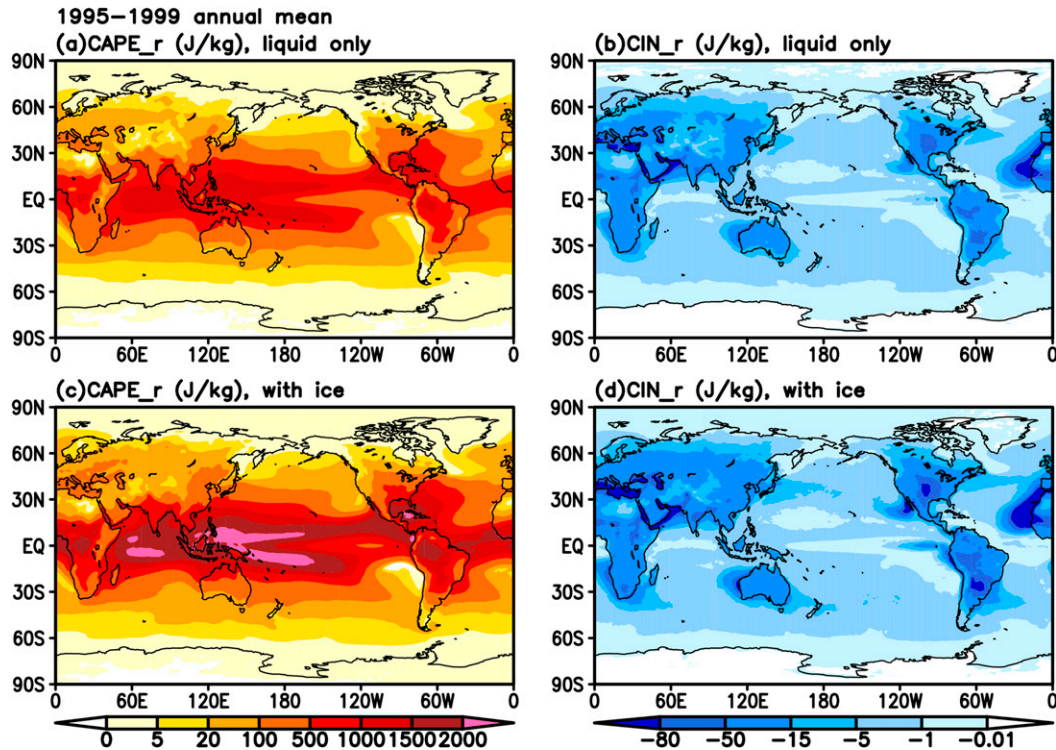 1995−1999 annual mean
(a)CAPE_r (J/kg), liquid only
(b)CIN_r (J/kg), liquid only
90N
60N
30N
EQ
30S
60S
90S
0 60E 120E 180 120W 60W 0
90N
60N
30N
EQ
30S
60S
90S
0 60E 120E 180 120W 60W 0
(c)CAPE_r (J/kg), with ice
(d)CIN_r (J/kg), with ice
90N
60N
30N
EQ
30S
60S
90S
0 60E 120E 180 120W 60W 0
90N
60N
30N
EQ
30S
60S
90S
0 60E 120E 180 120W 60W 0
0 5 20 100 500 1000 1500 2000
−80 −50 −15 −5 −1 −0.01